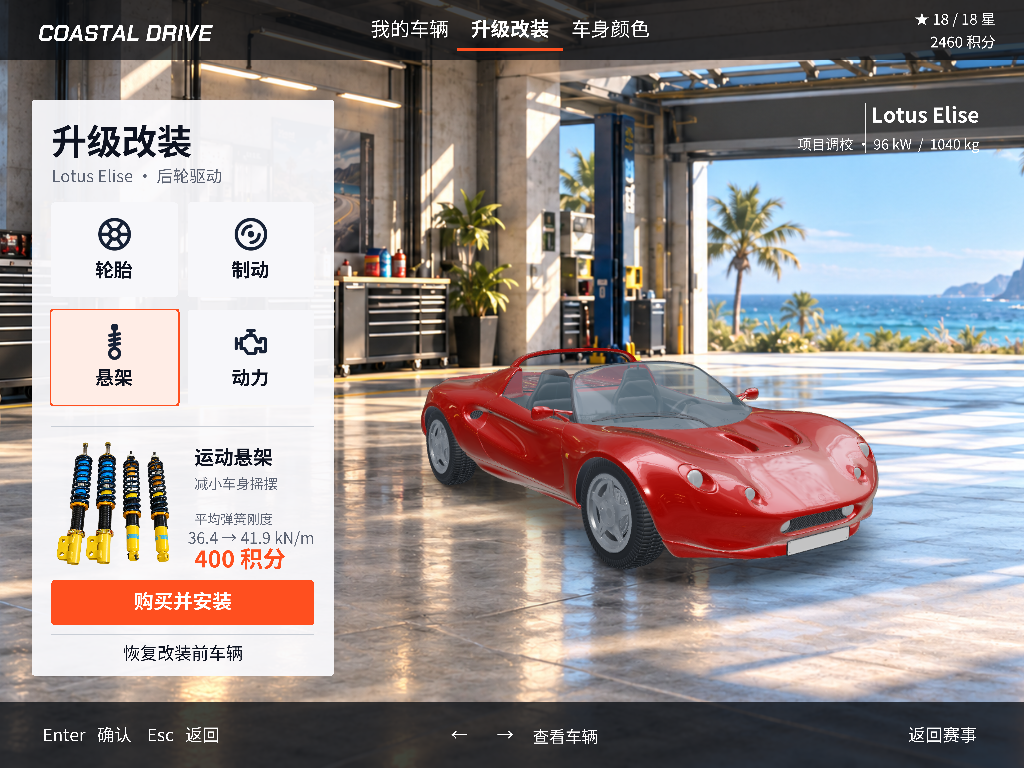 COASTAL DRIVE
我的车辆 升级改装 车身颜色
★ 18 / 18 星
2460 积分
Lotus Elise
项目调校 · 96 kW / 1040 kg
升级改装
Lotus Elise · 后轮驱动
轮胎 制动
悬架 动力
运动悬架
减小车身摇摆
平均弹簧刚度
36.4 → 41.9 kN/m
400 积分
购买并安装
恢复改装前车辆
Enter 确认 Esc 返回
← → 查看车辆
返回赛事